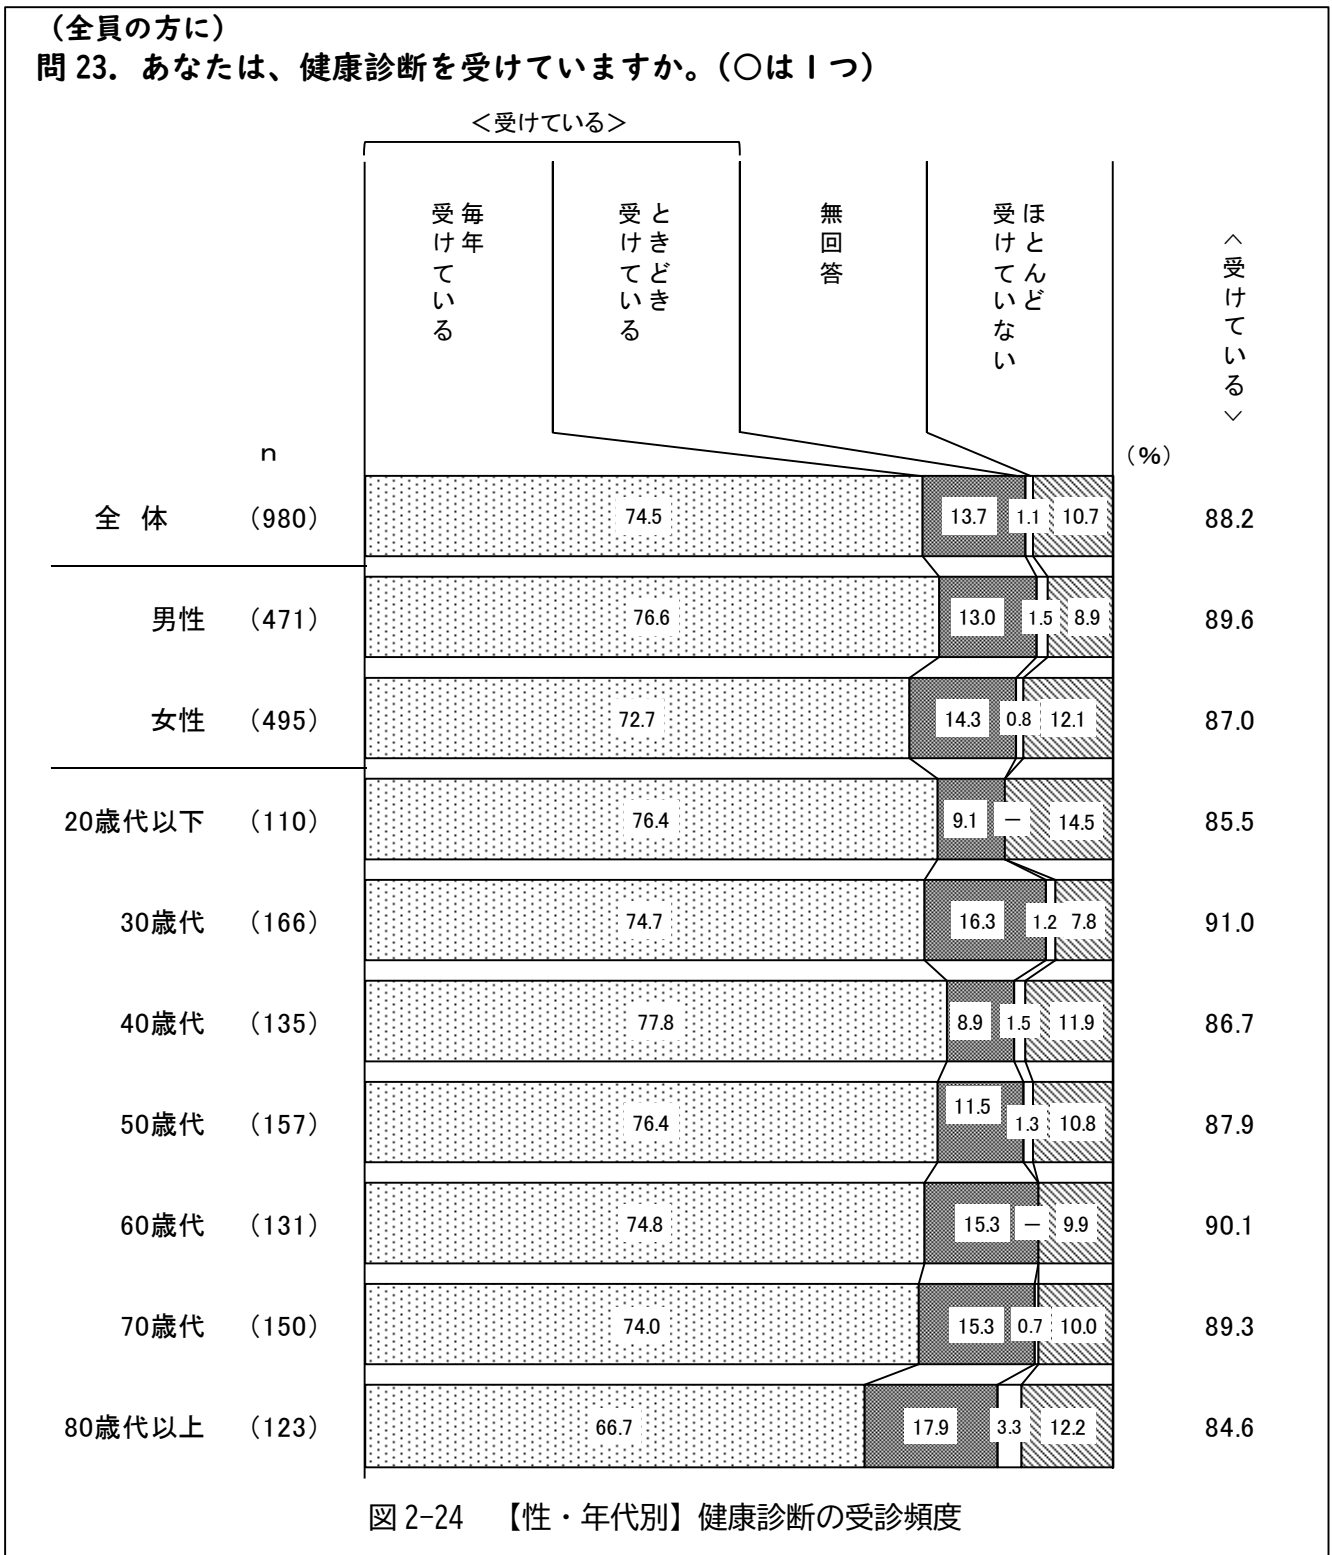 （全員の方に）
問 23．あなたは、健康診断を受けていますか。（〇は１つ）
＜受けている＞
毎年
受けている
ときどき
受けている
無回答
ほとんど
受けていない
＜受けている＞
n
（%）
全 体 （980） 74.5 13.7 1.1 10.7 88.2
男性 （471） 76.6 13.0 1.5 8.9 89.6
女性 （495） 72.7 14.3 0.8 12.1 87.0
20歳代以下 （110） 76.4 9.1 － 14.5 85.5
30歳代 （166） 74.7 16.3 1.2 7.8 91.0
40歳代 （135） 77.8 8.9 1.5 11.9 86.7
50歳代 （157） 76.4 11.5 1.3 10.8 87.9
60歳代 （131） 74.8 15.3 － 9.9 90.1
70歳代 （150） 74.0 15.3 0.7 10.0 89.3
80歳代以上 （123） 66.7 17.9 3.3 12.2 84.6
図 2-24 【性・年代別】健康診断の受診頻度